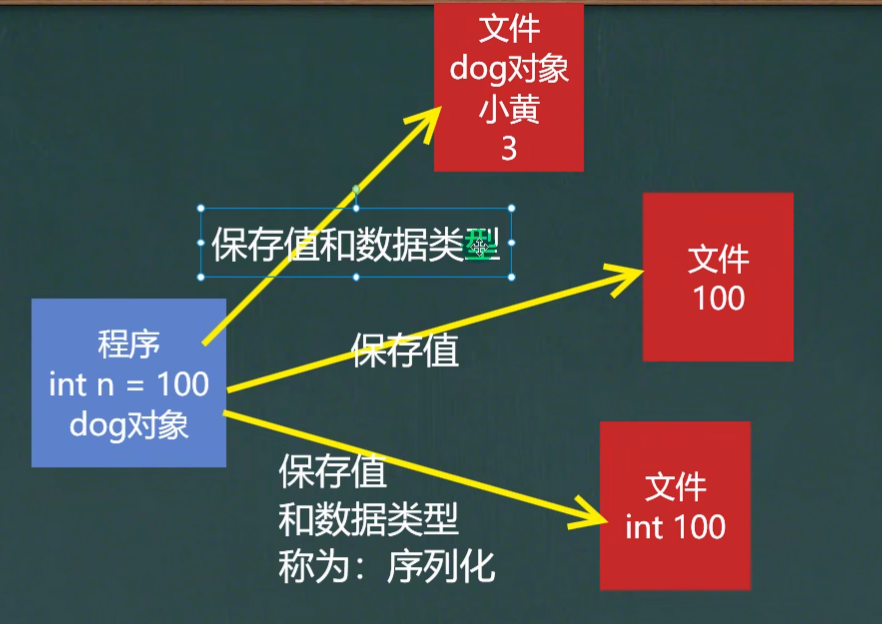 文件
dog对象
小黄
3
保存值和数据类型
文件
100
保存值
程序
int n = 100
dog对象
保存值
和数据类型
称为：序列化
文件
int 100